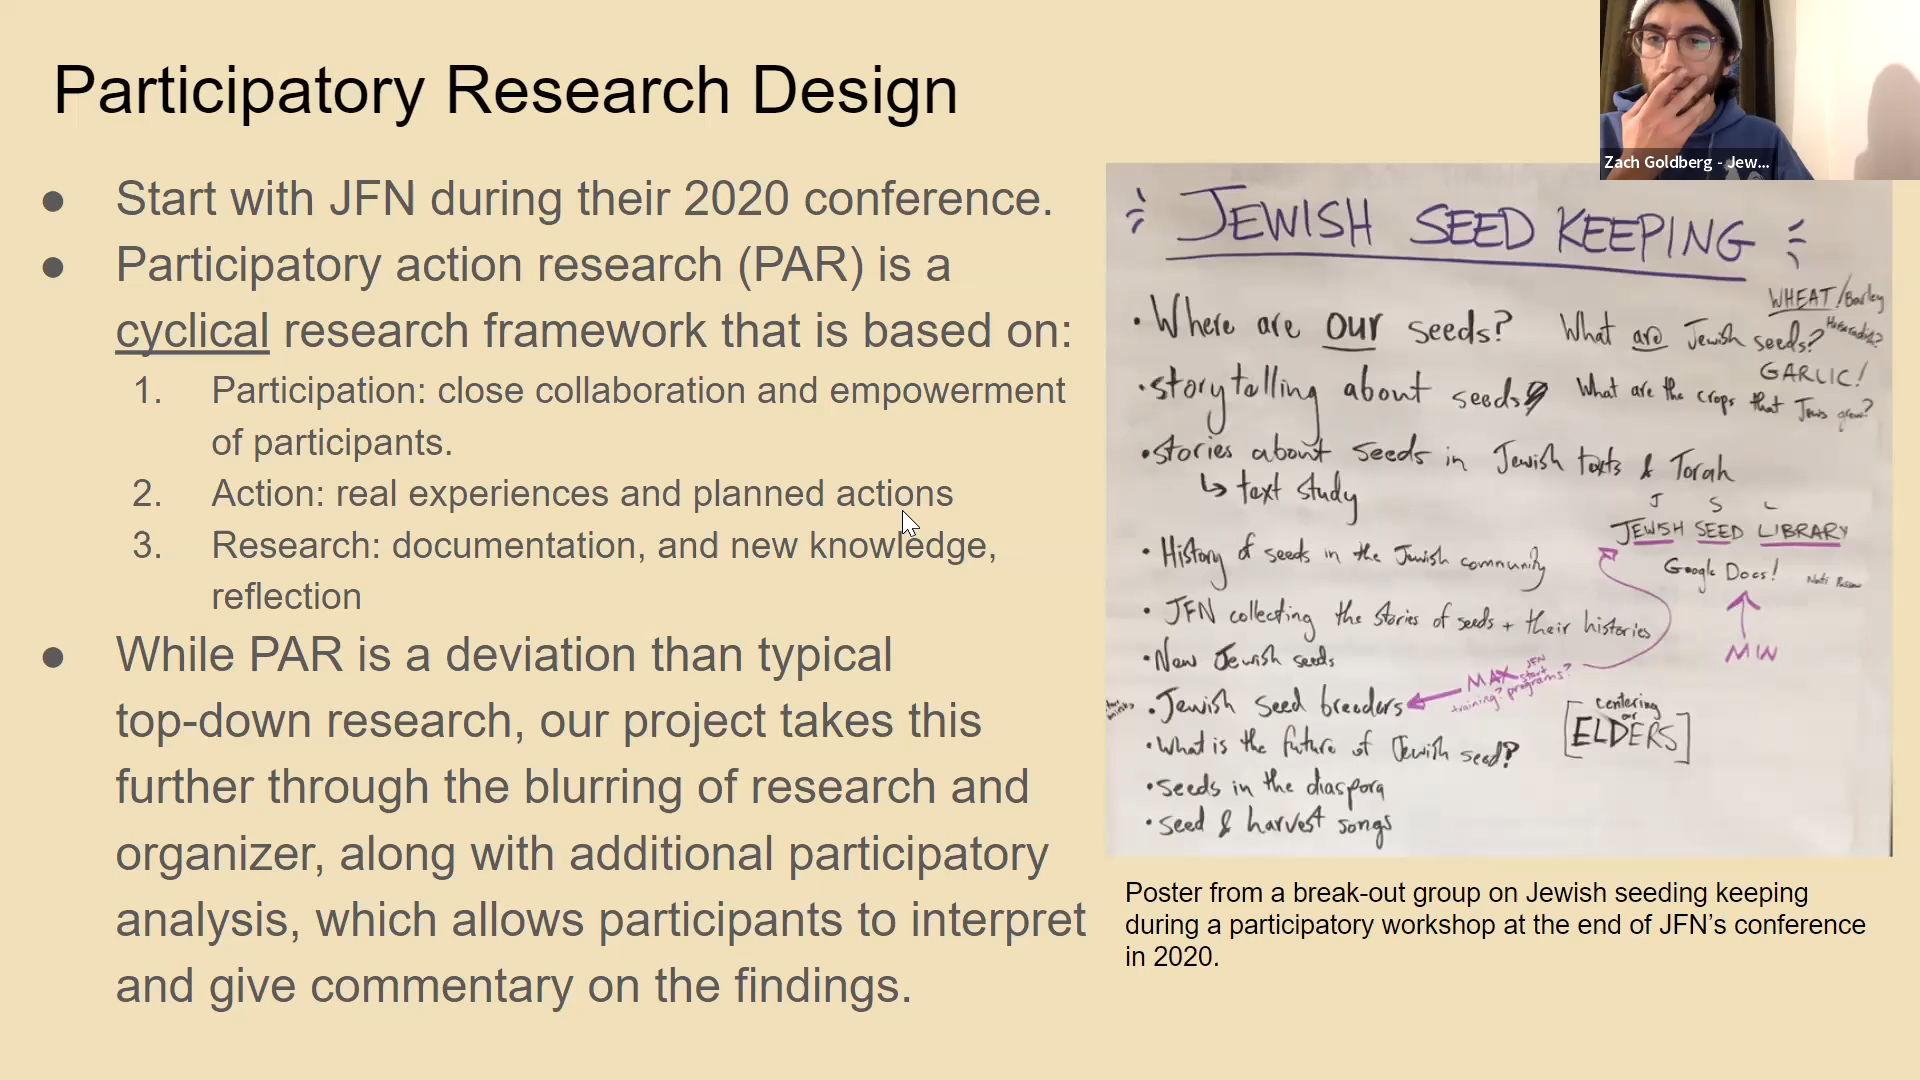 Participatory Research Design
● Start with JFN during their 2020 conference.
● Participatory action research (PAR) is a
cyclical research framework that is based on:
1. Participation: close collaboration and empowerment
of participants.
2. Action: real experiences and planned actions
3. Research: documentation, and new knowledge,
reflection
● While PAR is a deviation than typical
top-down research, our project takes this
further through the blurring of research and
organizer, along with additional participatory
analysis, which allows participants to interpret
and give commentary on the findings.
Zach Goldberg - Jew...
JEWISH SEED KEEPING
• Where are our seeds?
WHEAT/Barley
What are Jewish seeds?
GARLIC!
• storytelling about seeds
What are the crops that Jews grow?
• stories about seeds in Jewish texts & Torah
↳ text study
J S L
JEWISH SEED LIBRARY
Google Docs!
MIN
• History of seeds in the Jewish community
• JFN collecting the stories of seeds + their histories
• New Jewish seeds
MAX JFN start
training? programs?
• Jewish seed breeders
• What is the future of Jewish seed?
• seeds in the diaspora
• seed & harvest songs
[centering our
ELDERS]
Poster from a break-out group on Jewish seeding keeping
during a participatory workshop at the end of JFN’s conference
in 2020.